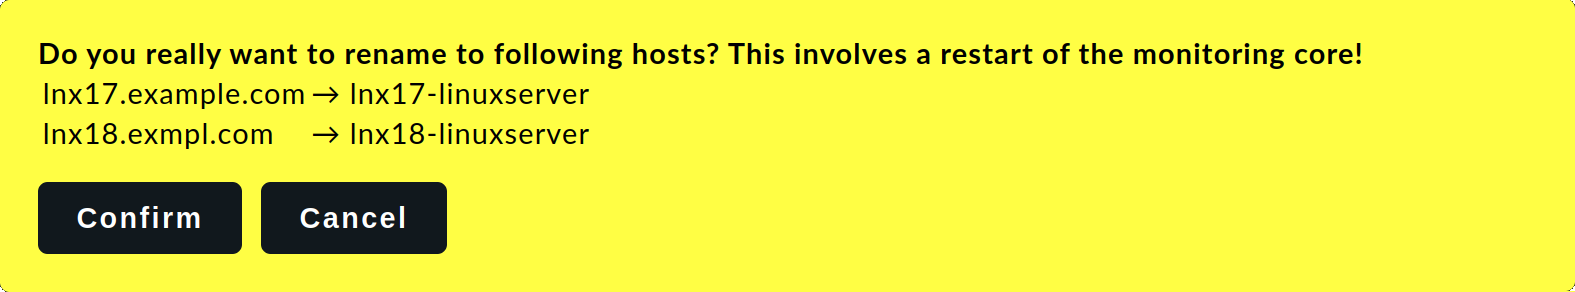 Do you really want to rename to following hosts? This involves a restart of the monitoring core!
lnx17.example.com → lnx17-linuxserver
lnx18.exmpl.com → lnx18-linuxserver
Confirm Cancel